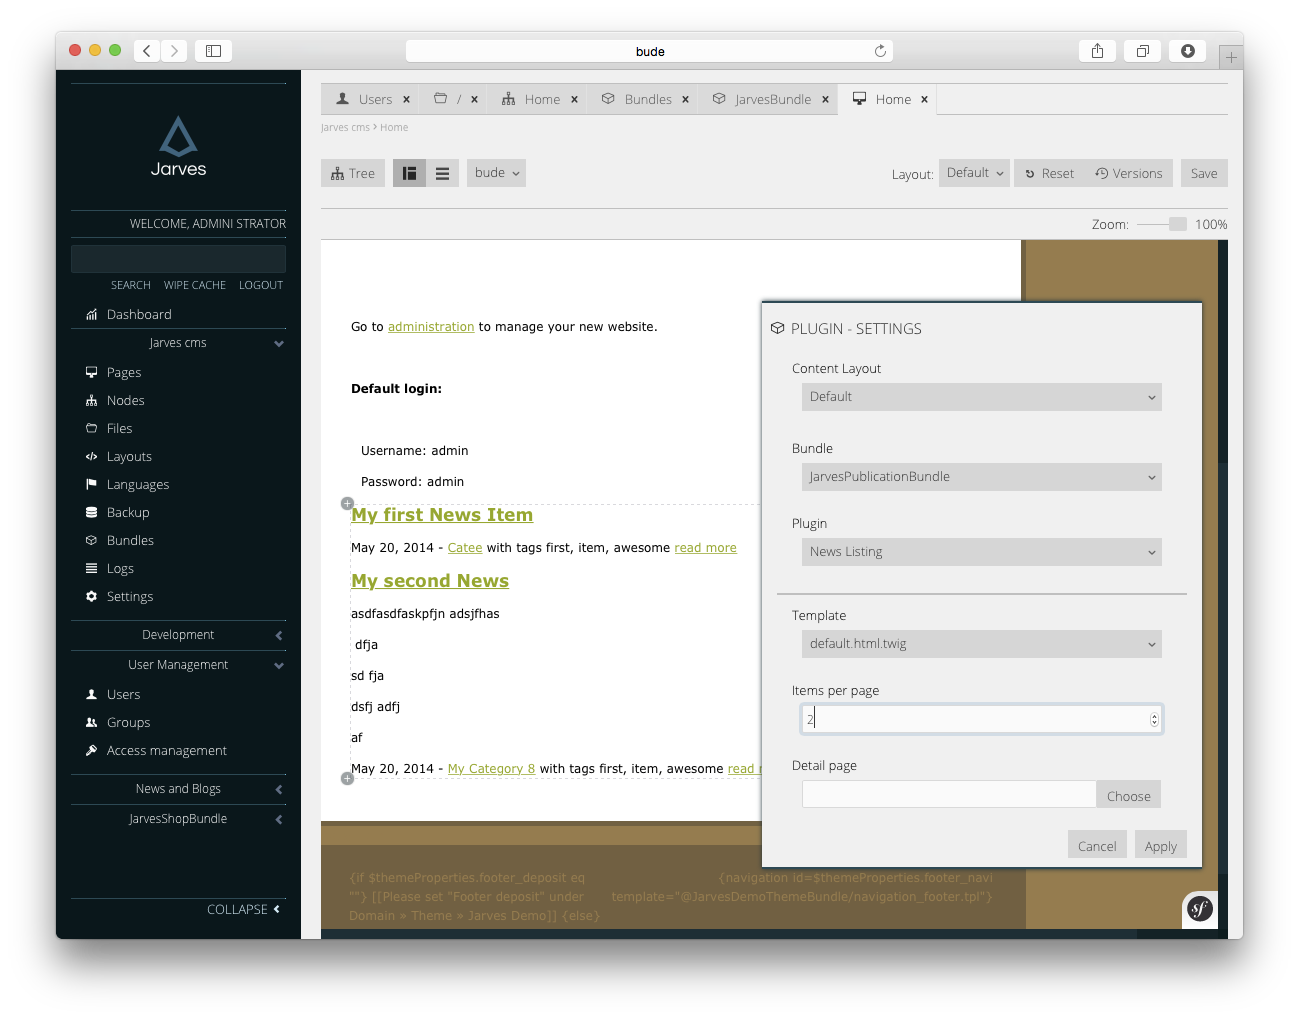 bude
Jarves
WELCOME, ADMINI STRATOR
SEARCH WIPE CACHE LOGOUT
Dashboard
Jarves cms
Pages
Nodes
Files
Layouts
Languages
Backup
Bundles
Logs
Settings
Development
User Management
Users
Groups
Access management
News and Blogs
JarvesShopBundle
COLLAPSE
Users × / × Home × Bundles × JarvesBundle × Home ×
Jarves cms > Home
Tree bude Layout: Default Reset Versions Save
Zoom: 100%
Go to administration to manage your new website.
Default login:
Username: admin
Password: admin
My first News Item
May 20, 2014 - Catee with tags first, item, awesome read more
My second News
asdfasdfaskpfjn adsjfhas
dfja
sd fja
dsfj adfj
af
May 20, 2014 - My Category 8 with tags first, item, awesome read
{if $themeProperties.footer_deposit eq
""} [[Please set "Footer deposit" under
Domain » Theme » Jarves Demo]] {else}
{navigation id=$themeProperties.footer_navi
template="@JarvesDemoThemeBundle/navigation_footer.tpl"}
PLUGIN - SETTINGS
Content Layout
Default
Bundle
JarvesPublicationBundle
Plugin
News Listing
Template
default.html.twig
Items per page
2
Detail page
Choose
Cancel Apply
sf